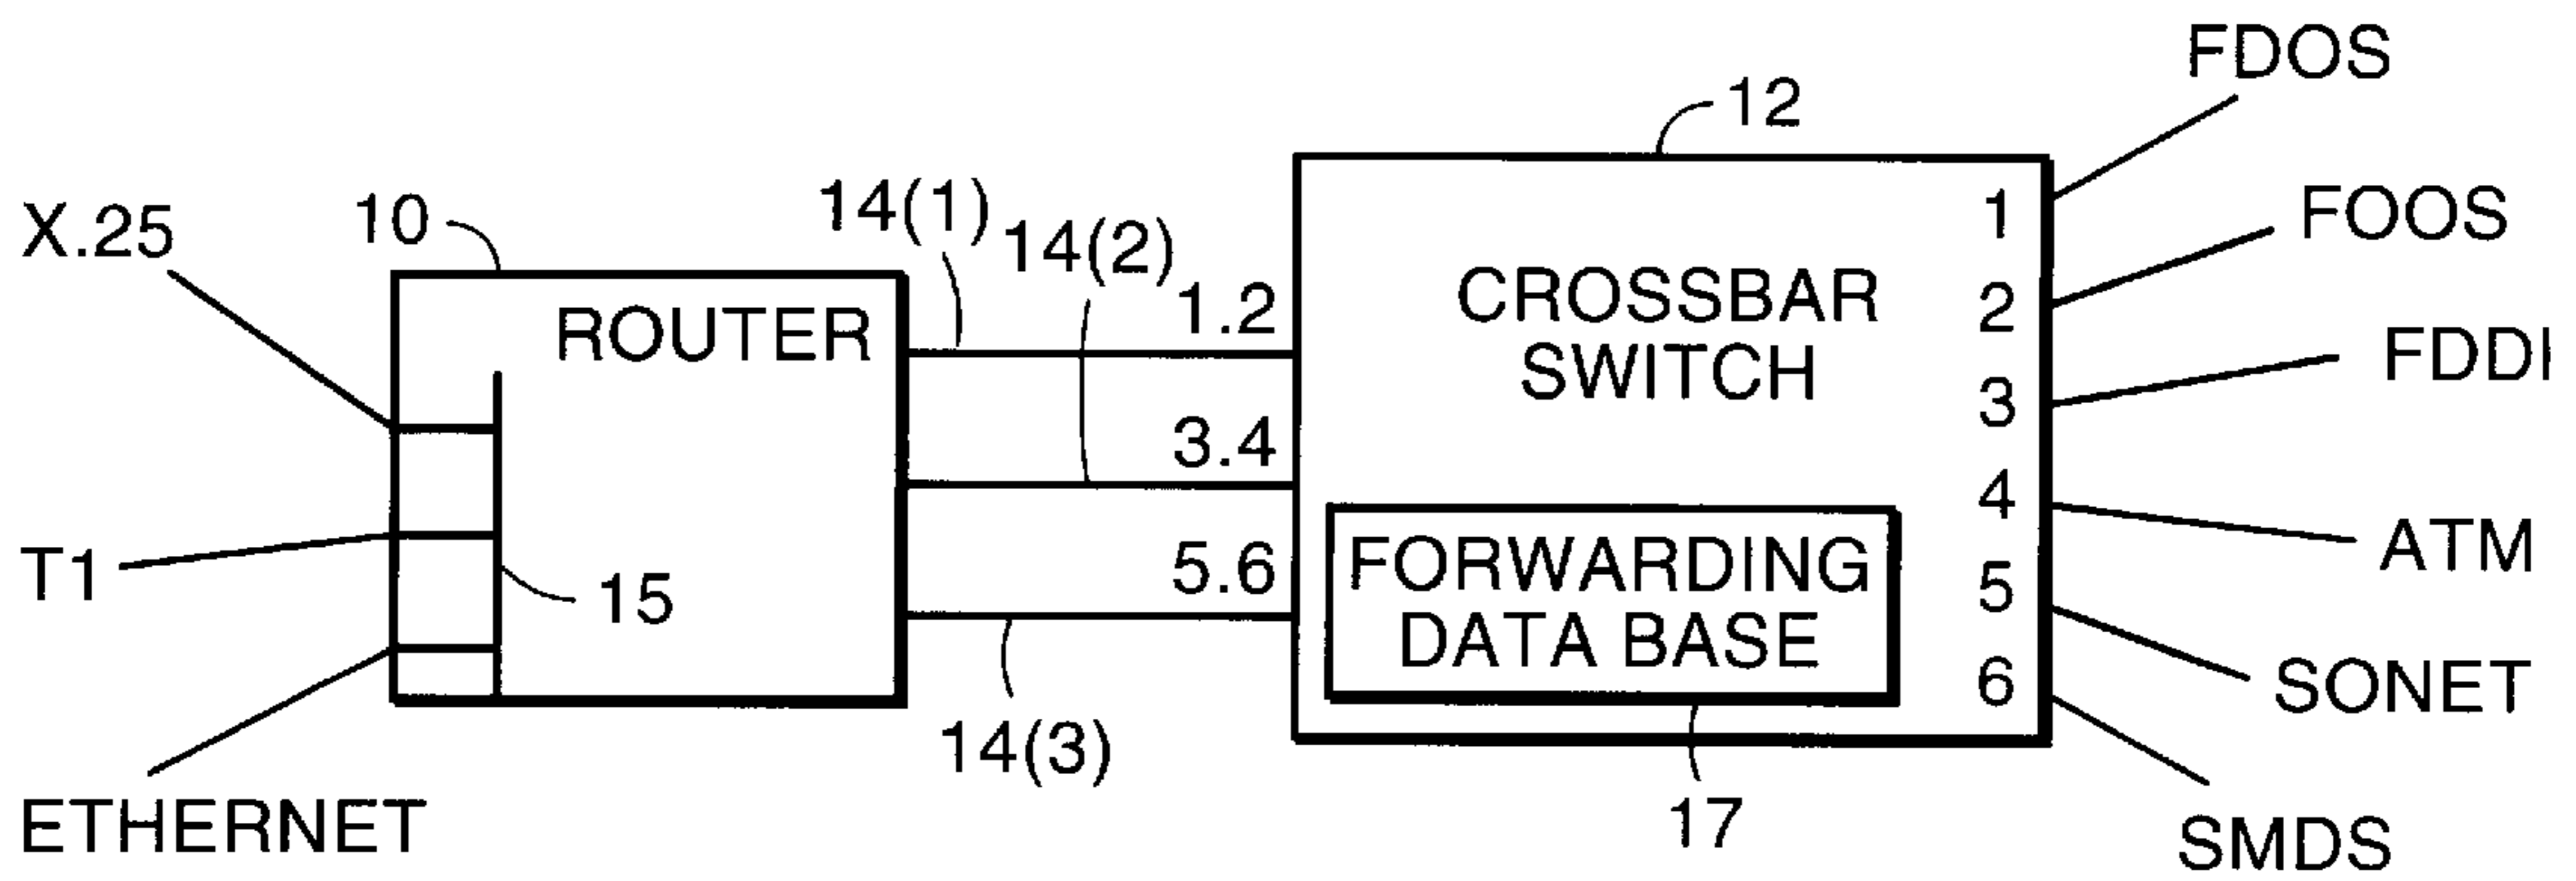 FDOS
12
1
FOOS
X.25
10
14(1)
14(2)
ROUTER
1.2
CROSSBAR
SWITCH
2
FDDI
3
3.4
4
ATM
T1
15
5.6
FORWARDING
DATA BASE
5
SONET
6
14(3)
17
ETHERNET
SMDS